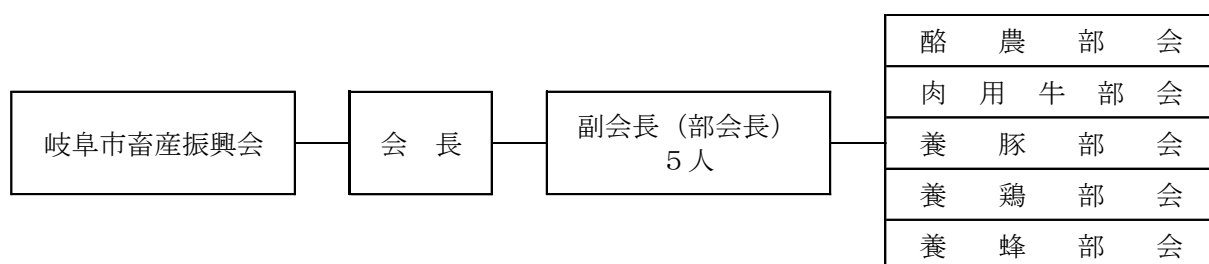 岐阜市畜産振興会
会長
副会長（部会長）
５人
酪農部会
肉用牛部会
養豚部会
養鶏部会
養蜂部会